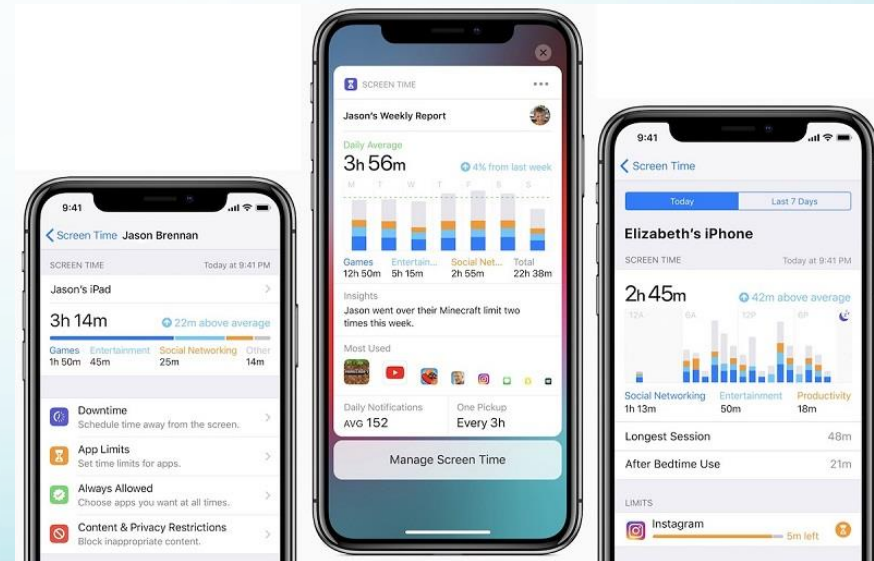 9:41
Screen Time Jason Brennan
SCREEN TIME Today at 9:41 PM
Jason's iPad
3h 14m 22m above average
Games Entertainment Social Networking Other
1h 50m 45m 25m 14m
Downtime
Schedule time away from the screen.
App Limits
Set time limits for apps.
Always Allowed
Choose apps you want at all times.
Content & Privacy Restrictions
Block inappropriate content.
SCREEN TIME
Jason's Weekly Report
Daily Average
3h 56m 4% from last week
M T W T F S S
Games Entertain... Social Net... Total
12h 50m 5h 15m 2h 55m 22h 38m
Insights
Jason went over their Minecraft limit two
times this week.
Most Used
Daily Notifications One Pickup
AVG 152 Every 3h
Manage Screen Time
9:41
Screen Time
Today Last 7 Days
Elizabeth's iPhone
SCREEN TIME Today at 9:41 PM
2h 45m 42m above average
12A 6A 12P 6P
Social Networking Entertainment Productivity
1h 13m 50m 18m
Longest Session 48m
After Bedtime Use 21m
LIMITS
Instagram
5m left